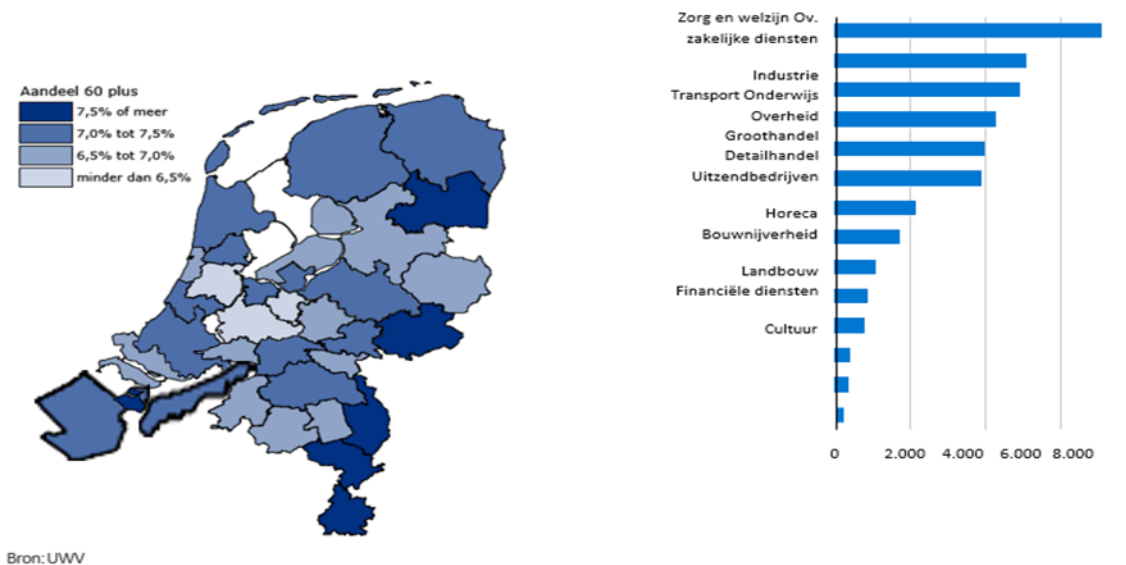 Aandeel 60 plus
7,5% of meer
7,0% tot 7,5%
6,5% tot 7,0%
minder dan 6,5%
Bron: UWV
Zorg en welzijn Ov.
zakelijke diensten
Industrie
Transport Onderwijs
Overheid
Groothandel
Detailhandel
Uitzendbedrijven
Horeca
Bouwnijverheid
Landbouw
Financiële diensten
Cultuur
0 2.000 4.000 6.000 8.000